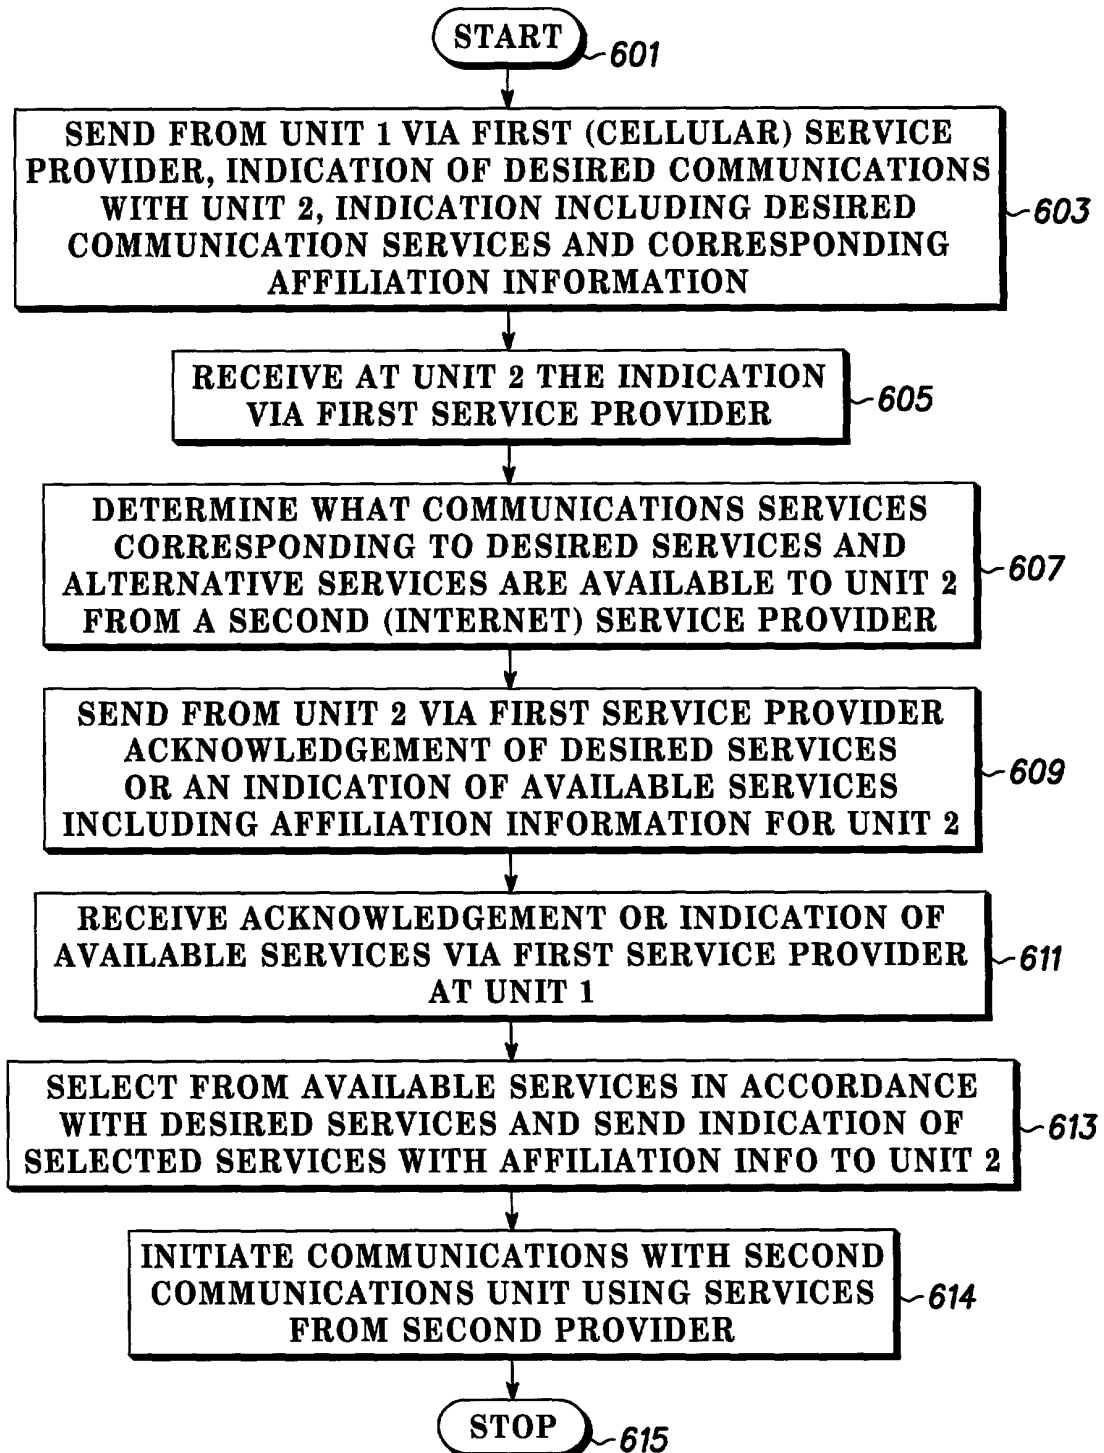 START
601
SEND FROM UNIT 1 VIA FIRST (CELLULAR) SERVICE
PROVIDER, INDICATION OF DESIRED COMMUNICATIONS
WITH UNIT 2, INDICATION INCLUDING DESIRED
COMMUNICATION SERVICES AND CORRESPONDING
AFFILIATION INFORMATION
603
RECEIVE AT UNIT 2 THE INDICATION
VIA FIRST SERVICE PROVIDER
605
DETERMINE WHAT COMMUNICATIONS SERVICES
CORRESPONDING TO DESIRED SERVICES AND
ALTERNATIVE SERVICES ARE AVAILABLE TO UNIT 2
FROM A SECOND (INTERNET) SERVICE PROVIDER
607
SEND FROM UNIT 2 VIA FIRST SERVICE PROVIDER
ACKNOWLEDGEMENT OF DESIRED SERVICES
OR AN INDICATION OF AVAILABLE SERVICES
INCLUDING AFFILIATION INFORMATION FOR UNIT 2
609
RECEIVE ACKNOWLEDGEMENT OR INDICATION OF
AVAILABLE SERVICES VIA FIRST SERVICE PROVIDER
AT UNIT 1
611
SELECT FROM AVAILABLE SERVICES IN ACCORDANCE
WITH DESIRED SERVICES AND SEND INDICATION OF
SELECTED SERVICES WITH AFFILIATION INFO TO UNIT 2
613
INITIATE COMMUNICATIONS WITH SECOND
COMMUNICATIONS UNIT USING SERVICES
FROM SECOND PROVIDER
614
STOP
615